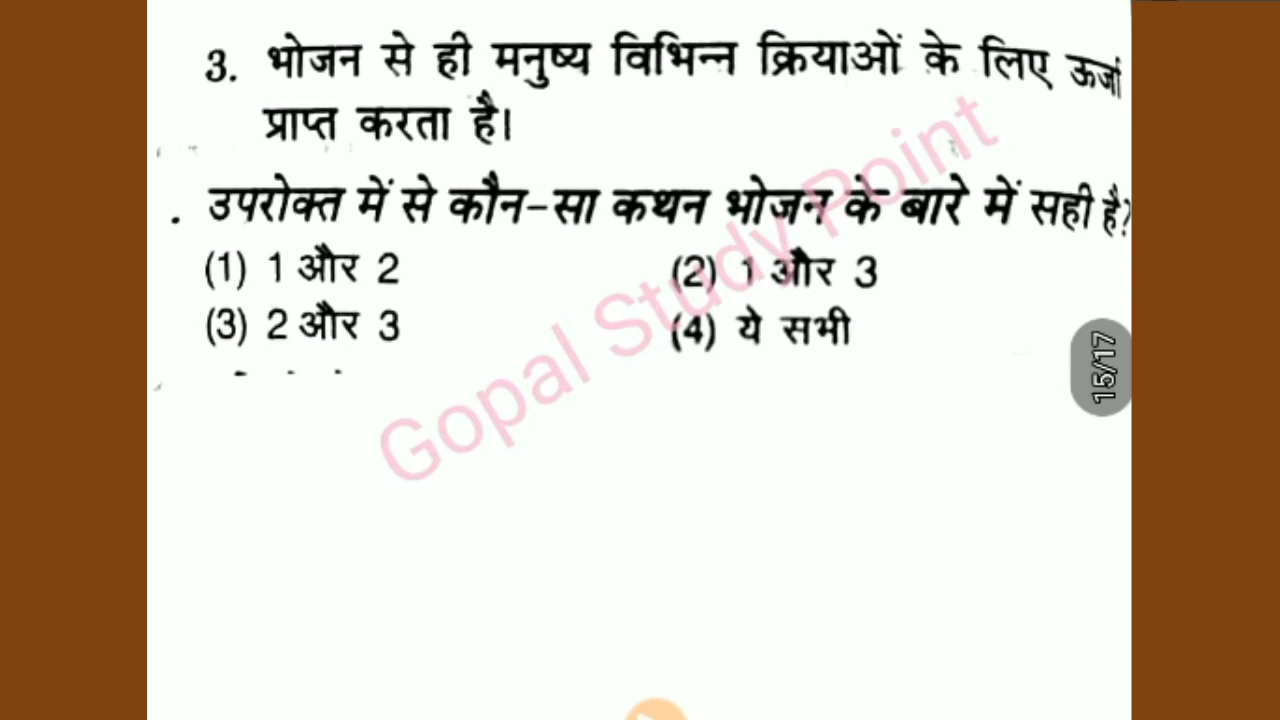 3. भोजन से ही मनुष्य विभिन्न क्रियाओं के लिए ऊर्जा
प्राप्त करता है।
. उपरोक्त में से कौन-सा कथन भोजन के बारे में सही है?
(1) 1 और 2 (2) 1 और 3
(3) 2 और 3 (4) ये सभी
Gopal Study Point
15/17